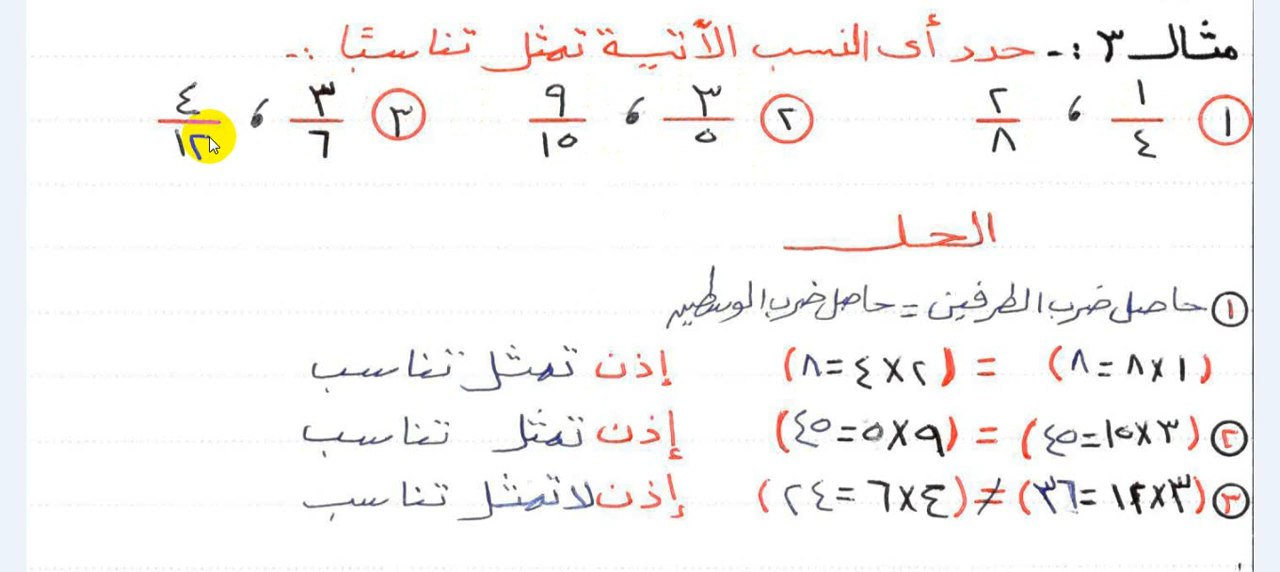 مثال ٣ :- حدد أى النسب الآتية تمثل تناسبًا :-
① ١/٤ ، ٢/٨ ② ٣/٥ ، ٩/١٥ ③ ٣/٦ ، ٤/١٢
الحل
① حاصل ضرب الطرفين = حاصل ضرب الوسطين
(١×٨=٨) = (٢×٤=٨) إذن تمثل تناسب
② (٣×١٥=٤٥) = (٩×٥=٤٥) إذن تمثل تناسب
③ (٣×١٢=٣٦) ≠ (٤×٦=٢٤) إذن لا تمثل تناسب